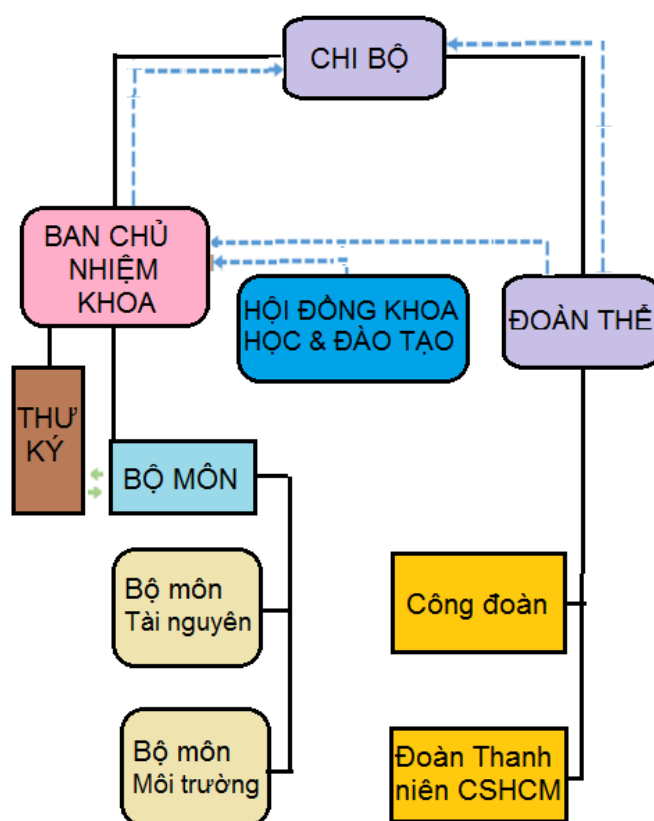 CHI BỘ
BAN CHỦ
NHIỆM
KHOA
HỘI ĐỒNG KHOA
HỌC & ĐÀO TẠO
ĐOÀN THỂ
THƯ
KÝ
BỘ MÔN
Bộ môn
Tài nguyên
Công đoàn
Bộ môn
Môi trường
Đoàn Thanh
niên CSHCM